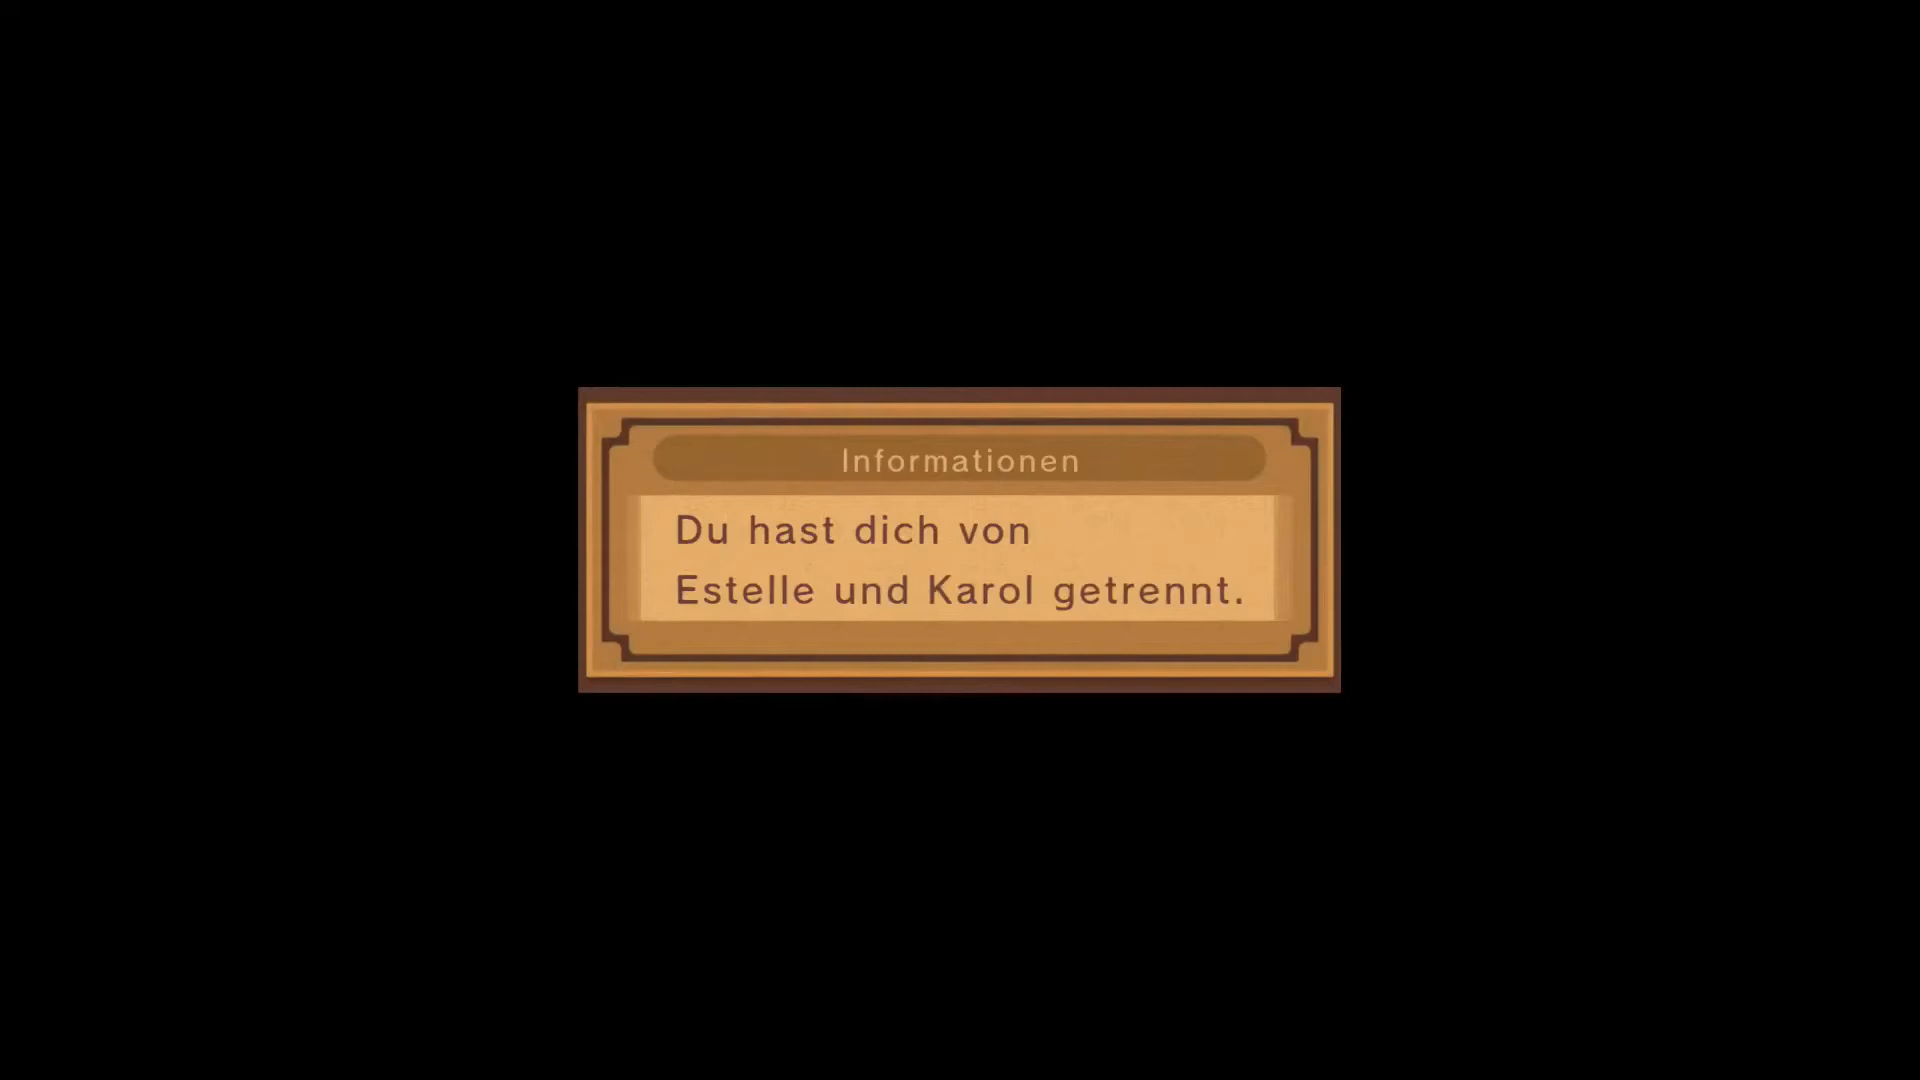 Informationen
Du hast dich von
Estelle und Karol getrennt.